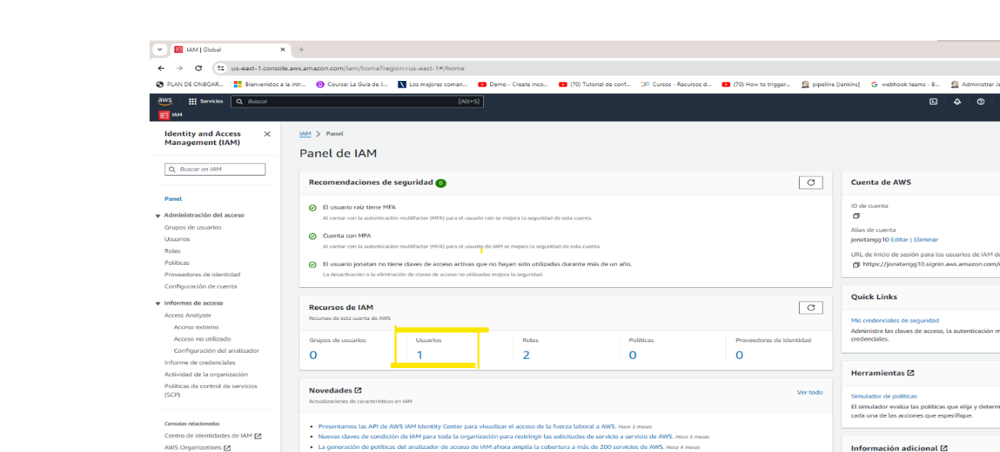 IAM | Global
us-east-1.console.aws.amazon.com/iam/home?region=us-east-1#/home
PLAN DE ONBOAR... Bienvenidos a la intr... Course: La Guía de J... Los mejores coman... Demo - Create inco... (70) Tutorial de conf... Cursos - Recursos d... (70) How to trigger... pipeline [Jenkins] webhook teams - B... Administrar Je
aws Servicios Buscar [Alt+S]
IAM
Identity and Access
Management (IAM)
Buscar en IAM
Panel
Administración del acceso
Grupos de usuarios
Usuarios
Roles
Políticas
Proveedores de identidad
Configuración de cuenta
Informes de acceso
Access Analyzer
Acceso externo
Acceso no utilizado
Configuración del analizador
Informe de credenciales
Actividad de la organización
Políticas de control de servicios
(SCP)
Consolas relacionadas
Centro de identidades de IAM
AWS Organizations
IAM > Panel
Panel de IAM
Recomendaciones de seguridad 0
El usuario raíz tiene MFA
Al contar con la autenticación multifactor (MFA) para el usuario raíz se mejora la seguridad de esta cuenta.
Cuenta con MFA
Al contar con la autenticación multifactor (MFA) para el usuario de IAM se mejora la seguridad de esta cuenta.
El usuario jonatan no tiene claves de acceso activas que no hayan sido utilizadas durante más de un año.
La desactivación o la eliminación de claves de acceso no utilizadas mejora la seguridad.
Recursos de IAM
Recursos de esta cuenta de AWS
Grupos de usuarios Usuarios Roles Políticas Proveedores de identidad
0 1 2 0 0
Novedades
Ver todo
Actualizaciones de características en IAM
• Presentamos las API de AWS IAM Identity Center para visualizar el acceso de la fuerza laboral a AWS. Hace 3 meses
• Nuevas claves de condición de IAM para toda la organización para restringir las solicitudes de servicio a servicio de AWS. Hace 3 meses
• La generación de políticas del analizador de acceso de IAM ahora amplía la cobertura a más de 200 servicios de AWS. Hace 4 meses
Cuenta de AWS
ID de cuenta
Alias de cuenta
jonatangg10 Editar | Eliminar
URL de inicio de sesión para los usuarios de IAM de
https://jonatangg10.signin.aws.amazon.com/
Quick Links
Mis credenciales de seguridad
Administre las claves de acceso, la autenticación m
credenciales.
Herramientas
Simulador de políticas
El simulador evalúa las políticas que elija y determ
cada una de las acciones que especifique.
Información adicional